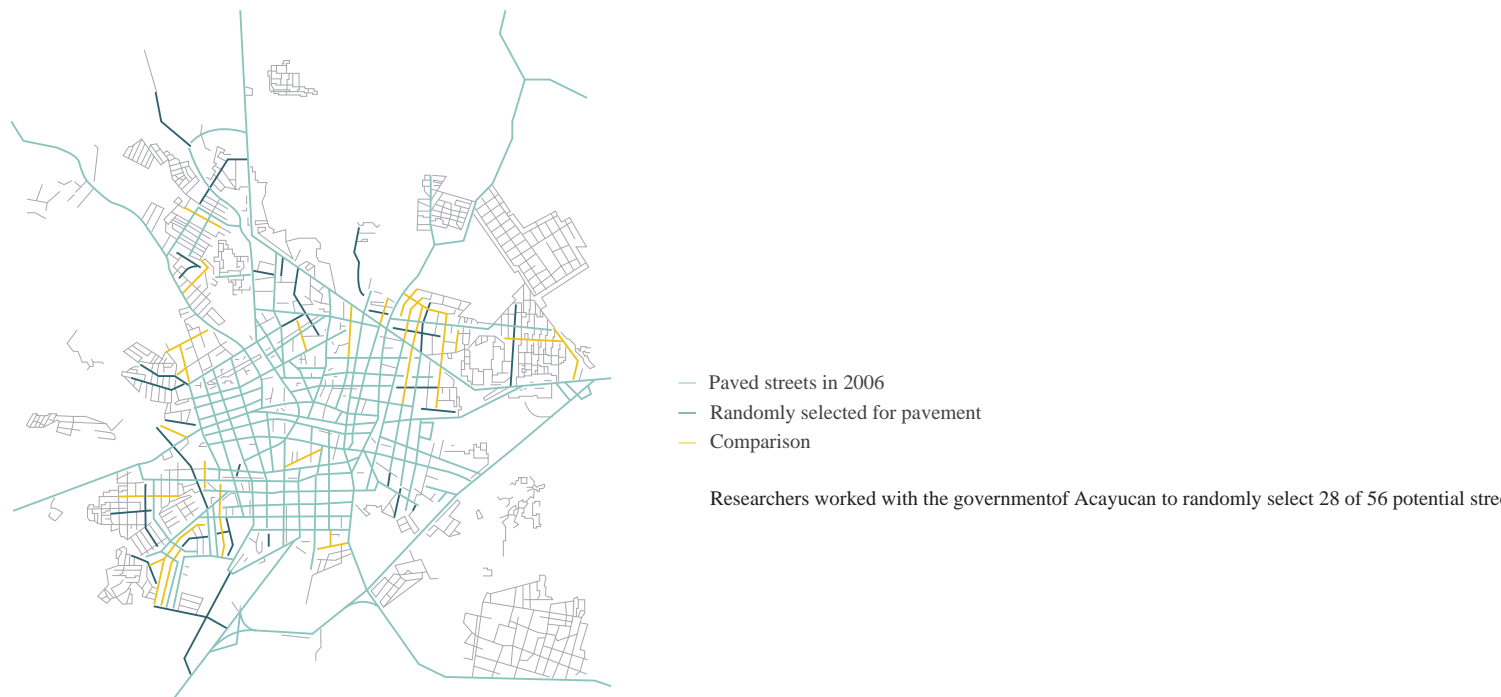 Paved streets in 2006
Randomly selected for pavement
Comparison
Researchers worked with the governmentof Acayucan to randomly select 28 of 56 potential